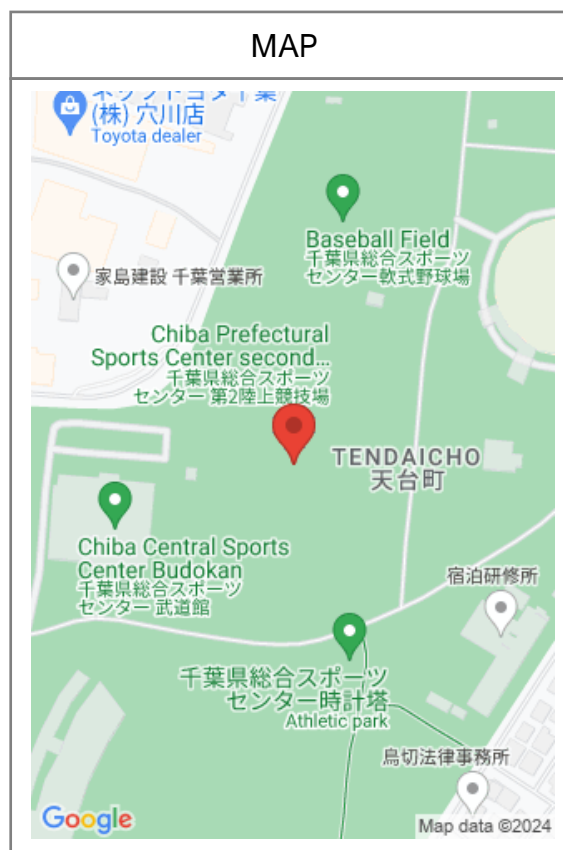 MAP
(株) 穴川店
Toyota dealer
Baseball Field
千葉県総合スポーツ
センター軟式野球場
家島建設 千葉営業所
Chiba Prefectural
Sports Center second...
千葉県総合スポーツ
センター 第2陸上競技場
TENDAICHO
天台町
Chiba Central Sports
Center Budokan
千葉県総合スポーツ
センター 武道館
宿泊研修所
千葉県総合スポーツ
センター時計塔
Athletic park
鳥切法律事務所
Google
Map data ©2024